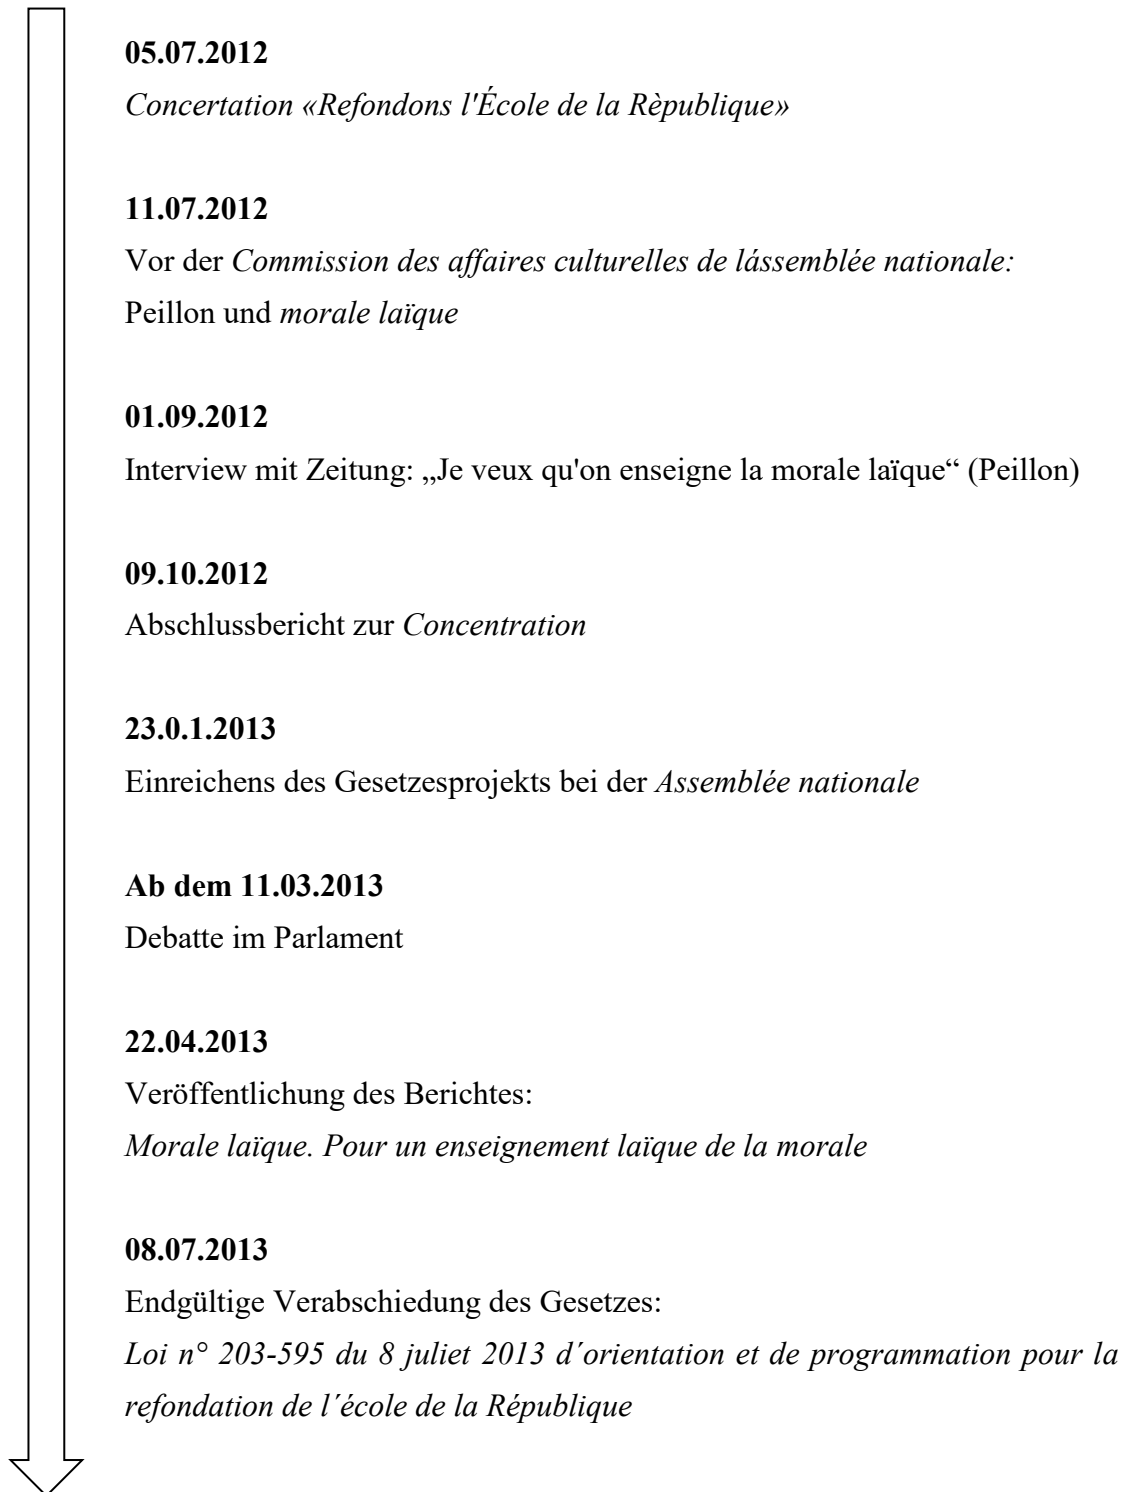 05.07.2012
Concertation «Refondons l'École de la Rèpublique»
11.07.2012
Vor der Commission des affaires culturelles de lássemblée nationale:
Peillon und morale laïque
01.09.2012
Interview mit Zeitung: „Je veux qu'on enseigne la morale laïque“ (Peillon)
09.10.2012
Abschlussbericht zur Concentration
23.0.1.2013
Einreichens des Gesetzesprojekts bei der Assemblée nationale
Ab dem 11.03.2013
Debatte im Parlament
22.04.2013
Veröffentlichung des Berichtes:
Morale laïque. Pour un enseignement laïque de la morale
08.07.2013
Endgültige Verabschiedung des Gesetzes:
Loi n° 203-595 du 8 juliet 2013 d´orientation et de programmation pour la
refondation de l´école de la République